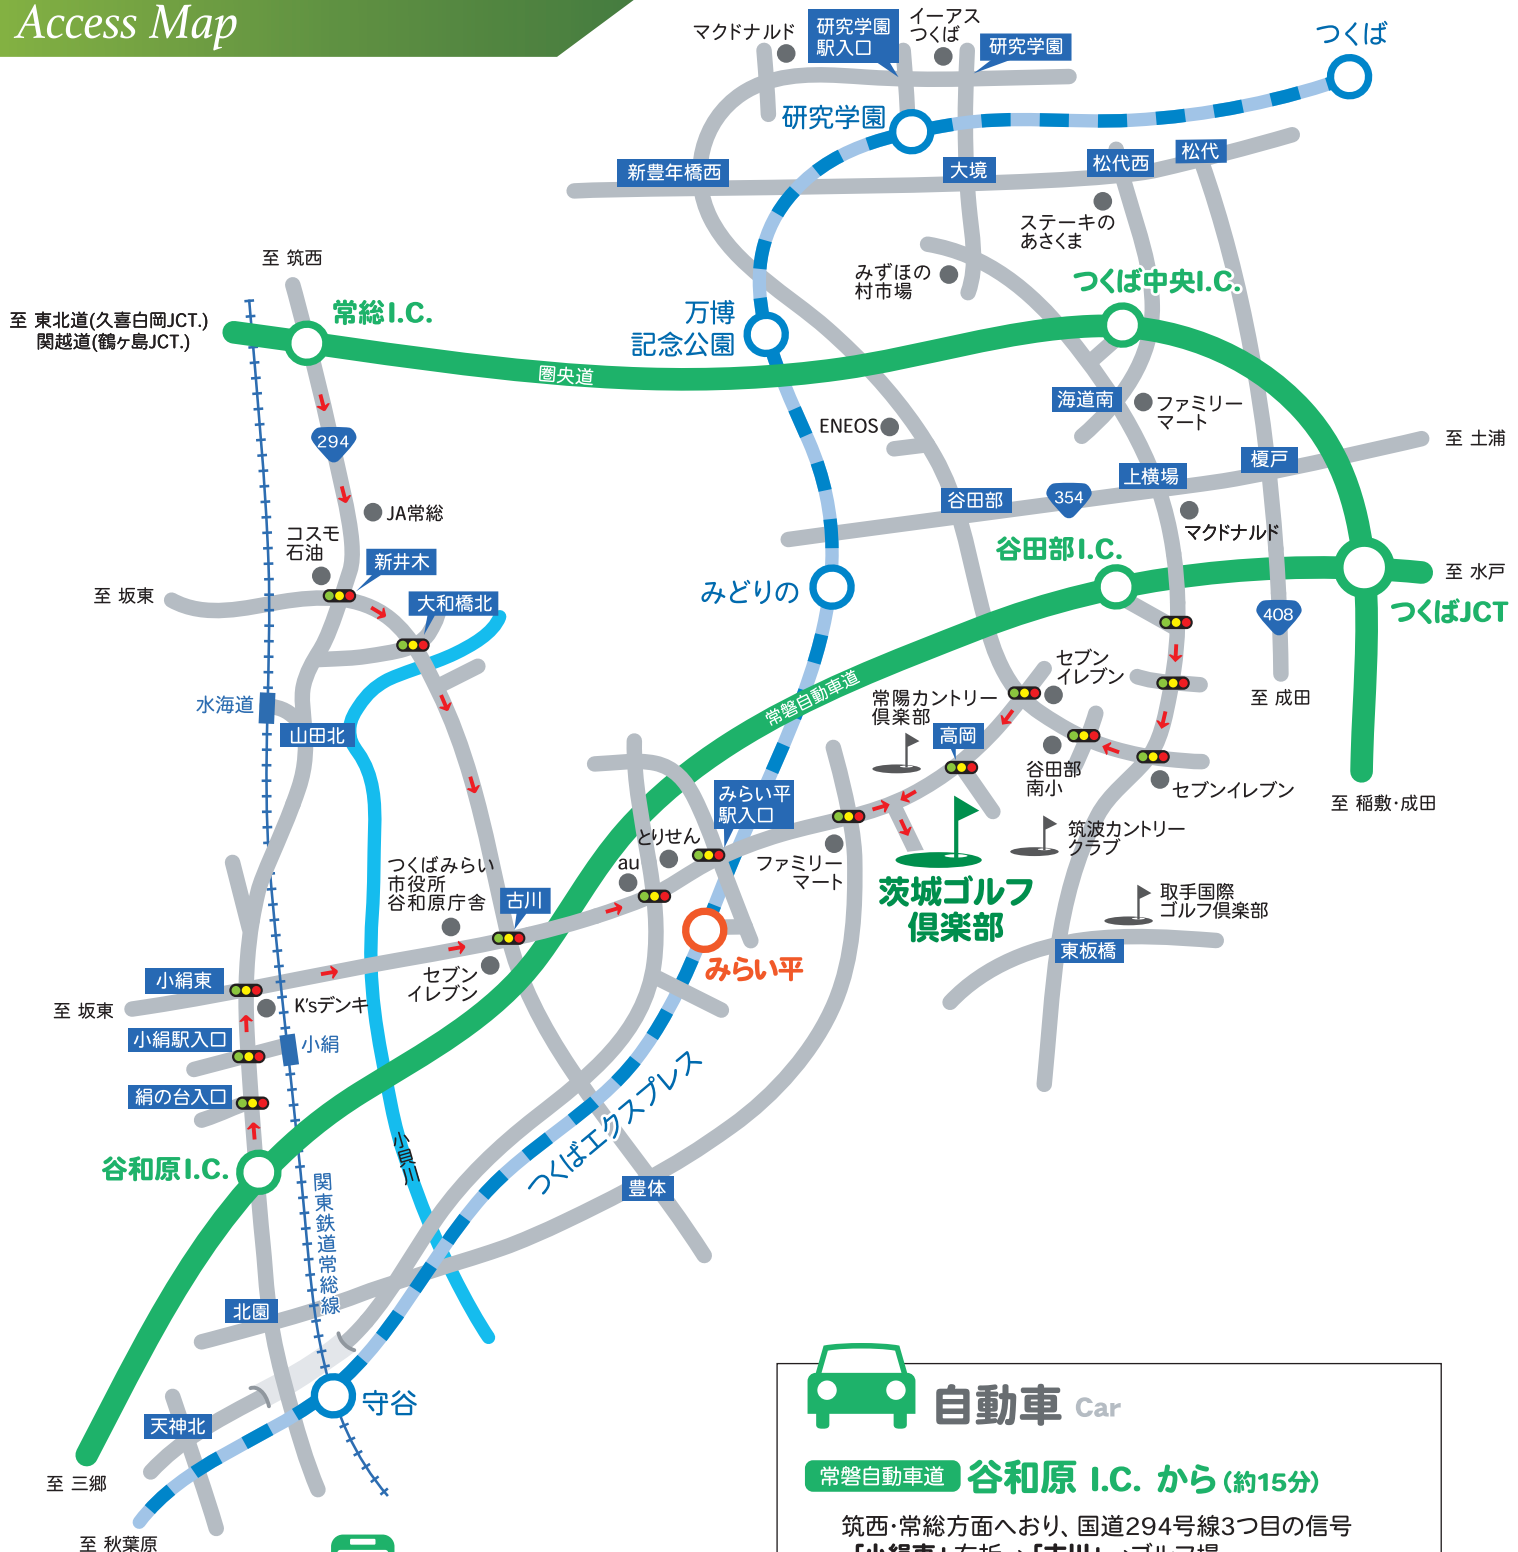 Access Map
マクドナルド
研究学園
駅入口
イーアス
つくば
研究学園
つくば
研究学園
新豊年橋西
大境
松代西
松代
ステーキの
あさくま
みずほの
村市場
つくば中央I.C.
至 筑西
常総I.C.
至 東北道(久喜白岡JCT.)
関越道(鶴ヶ島JCT.)
万博
記念公園
圏央道
海道南
ファミリー
マート
ENEOS
294
至 土浦
榎戸
上横場
谷田部
354
JA常総
コスモ
石油
マクドナルド
谷田部I.C.
新井木
至 坂東
大和橋北
みどりの
至 水戸
つくばJCT
408
水海道
山田北
常磐自動車道
セブン
イレブン
常陽カントリー
倶楽部
高岡
至 成田
谷田部
南小
セブンイレブン
至 稲敷・成田
みらい平
駅入口
とりせん
au
ファミリー
マート
筑波カントリー
クラブ
つくばみらい
市役所
谷和原庁舎
古川
茨城ゴルフ
倶楽部
取手国際
ゴルフ倶楽部
東板橋
みらい平
小絹東
セブン
イレブン
至 坂東
K'sデンキ
小絹駅入口
小絹
絹の台入口
つくばエクスプレス
小貝川
谷和原I.C.
関東鉄道常総線
豊体
北園
守谷
天神北
至 三郷
至 秋葉原
自動車 Car
常磐自動車道 谷和原 I.C. から(約15分)
筑西・常総方面へおり、国道294号線3つ目の信号
「小絹東」右折→「古川」→ゴルフ場